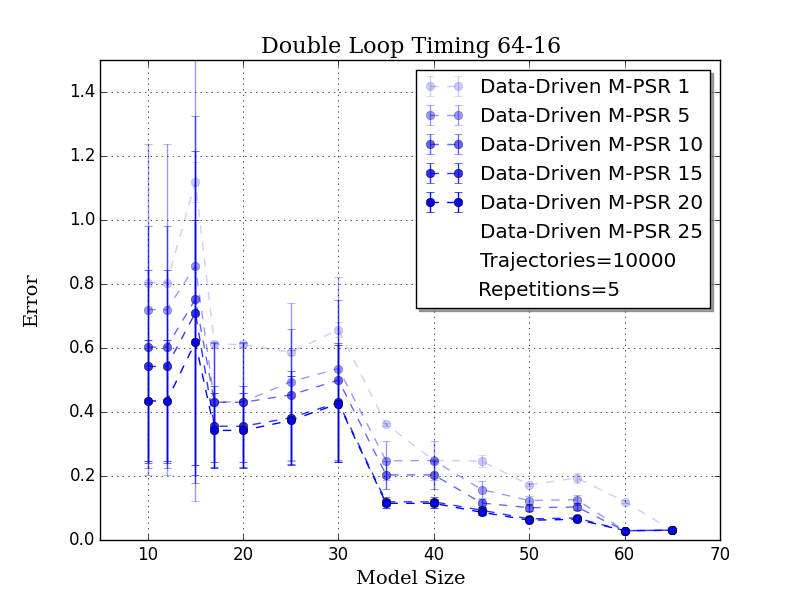 Double Loop Timing 64-16
Data-Driven M-PSR 1
Data-Driven M-PSR 5
Data-Driven M-PSR 10
Data-Driven M-PSR 15
Data-Driven M-PSR 20
Data-Driven M-PSR 25
Trajectories=10000
Repetitions=5
Error
1.4
1.2
1.0
0.8
0.6
0.4
0.2
0.0
10 20 30 40 50 60 70
Model Size